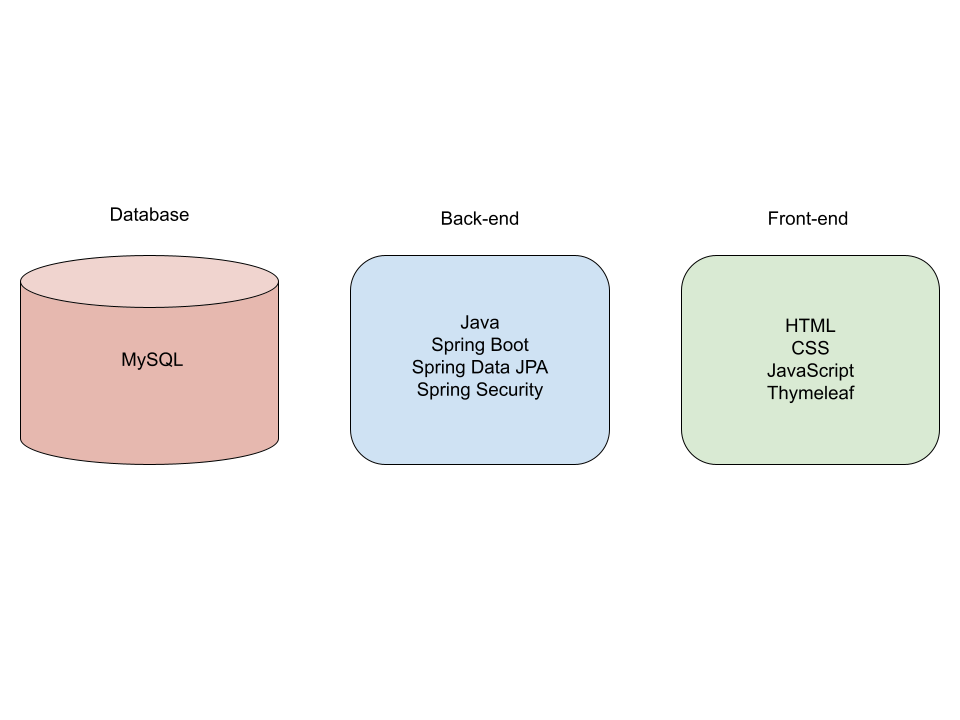 Database
Back-end
Front-end
MySQL
Java
Spring Boot
Spring Data JPA
Spring Security
HTML
CSS
JavaScript
Thymeleaf